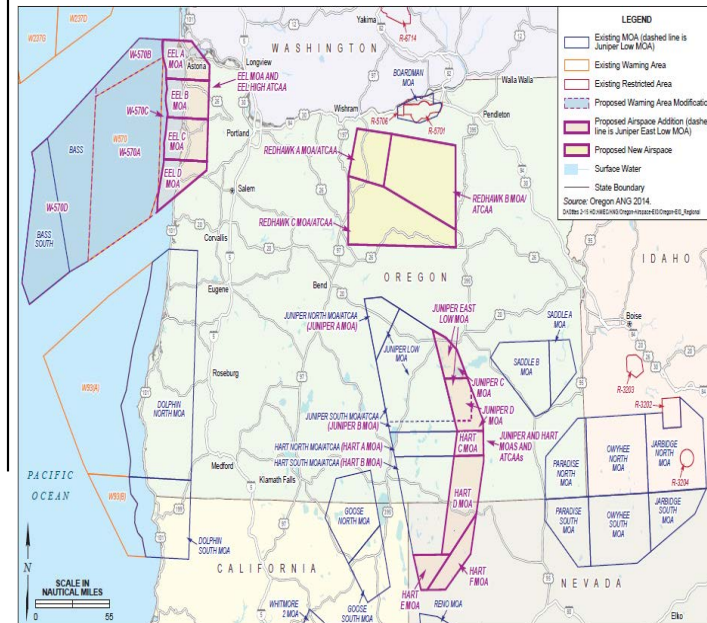 W237D
W237G
W-570B
EEL A
MOA
Astoria
Longview
WASHINGTON
Yakima
R-6714
BOARDMAN
MOA
Walla Walla
EEL MOA AND
EEL HIGH ATCAA
EEL B
MOA
W-570C
W570
W-570A
BASS
EEL C
MOA
EEL D
MOA
W-570D
BASS
SOUTH
Portland
Wishram
R-5706
R-5701
Pendleton
REDHAWK A MOA/ATCAA
REDHAWK B MOA/
ATCAA
REDHAWK C MOA/ATCAA
Salem
Corvallis
OREGON
Eugene
Bend
IDAHO
Boise
JUNIPER NORTH MOA/ATCAA
(JUNIPER A MOA)
JUNIPER LOW
MOA
JUNIPER EAST
LOW MOA
SADDLE A
MOA
SADDLE B
MOA
W93(A)
DOLPHIN
NORTH MOA
Roseburg
JUNIPER C
MOA
JUNIPER D
MOA
JUNIPER SOUTH MOA/ATCAA
(JUNIPER B MOA)
HART NORTH MOA/ATCAA (HART A MOA)
HART SOUTH MOA/ATCAA (HART B MOA)
HART
C MOA
JUNIPER AND HART
MOAS AND
ATCAAs
R-3203
R-3202
R-3204
PARADISE
NORTH
MOA
OWYHEE
NORTH
MOA
JARBIDGE
NORTH
MOA
PARADISE
SOUTH
MOA
OWYHEE
SOUTH
MOA
JARBIDGE
SOUTH
MOA
Medford
Klamath Falls
HART
D MOA
PACIFIC
OCEAN
W93(B)
GOOSE
NORTH MOA
DOLPHIN
SOUTH MOA
CALIFORNIA
NEVADA
HART
E MOA
HART
F MOA
GOOSE
SOUTH MOA
WHITMORE
2 MOA
RENO MOA
Elko
N
SCALE IN
NAUTICAL MILES
0
55
LEGEND
Existing MOA (dashed line is
Juniper Low MOA)
Existing Warning Area
Existing Restricted Area
Proposed Warning Area Modification
Proposed Airspace Addition (dashed
line is Juniper East Low MOA)
Proposed New Airspace
Surface Water
State Boundary
Source: Oregon ANG 2014.